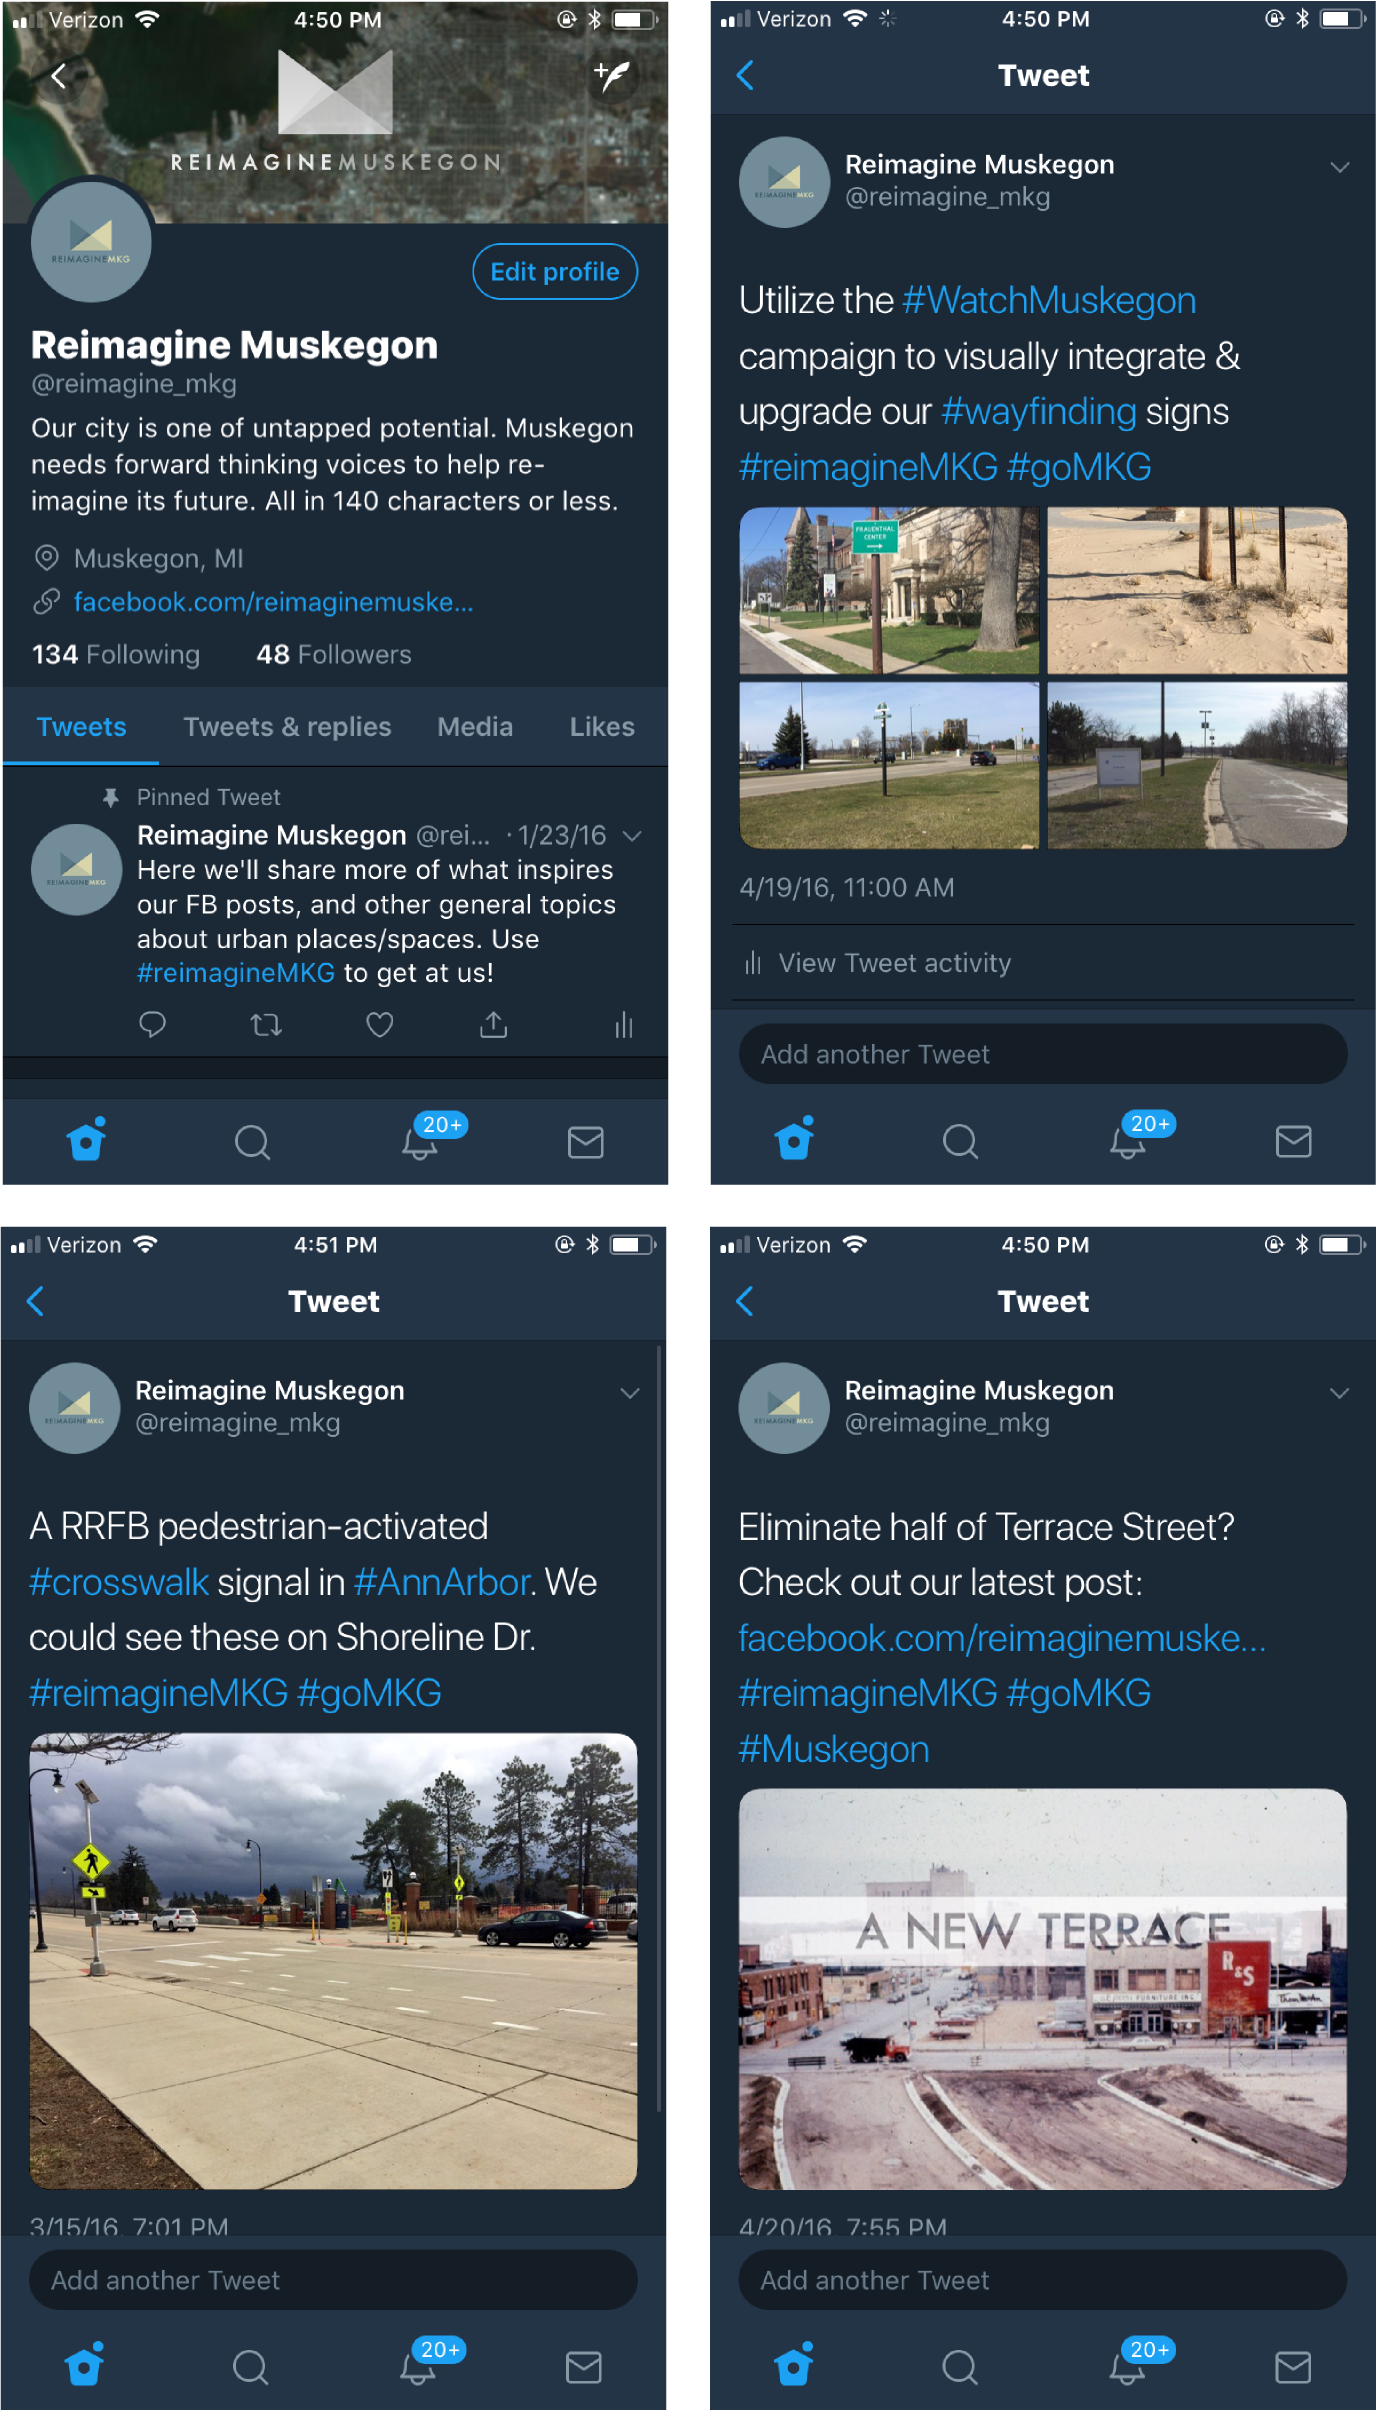 Verizon 4:50 PM
REIMAGINEMUSKEGON
REIMAGINEMKG
Edit profile
Reimagine Muskegon
@reimagine_mkg
Our city is one of untapped potential. Muskegon
needs forward thinking voices to help re-
imagine its future. All in 140 characters or less.
Muskegon, MI
facebook.com/reimaginemuske...
134 Following 48 Followers
Tweets Tweets & replies Media Likes
Pinned Tweet
Reimagine Muskegon @rei... · 1/23/16
REIMAGINEMKG
Here we'll share more of what inspires
our FB posts, and other general topics
about urban places/spaces. Use
#reimagineMKG to get at us!
20+
Verizon 4:50 PM
Tweet
REIMAGINEMKG
Reimagine Muskegon
@reimagine_mkg
Utilize the #WatchMuskegon
campaign to visually integrate &
upgrade our #wayfinding signs
#reimagineMKG #goMKG
FRAUENTHAL
CENTER
4/19/16, 11:00 AM
View Tweet activity
Add another Tweet
20+
Verizon 4:51 PM
Tweet
REIMAGINEMKG
Reimagine Muskegon
@reimagine_mkg
A RRFB pedestrian-activated
#crosswalk signal in #AnnArbor. We
could see these on Shoreline Dr.
#reimagineMKG #goMKG
3/15/16, 7:01 PM
Add another Tweet
20+
Verizon 4:50 PM
Tweet
REIMAGINEMKG
Reimagine Muskegon
@reimagine_mkg
Eliminate half of Terrace Street?
Check out our latest post:
facebook.com/reimaginemuske...
#reimagineMKG #goMKG
#Muskegon
A NEW TERRACE
R&S
FURNITURE INC
4/20/16, 7:55 PM
Add another Tweet
20+